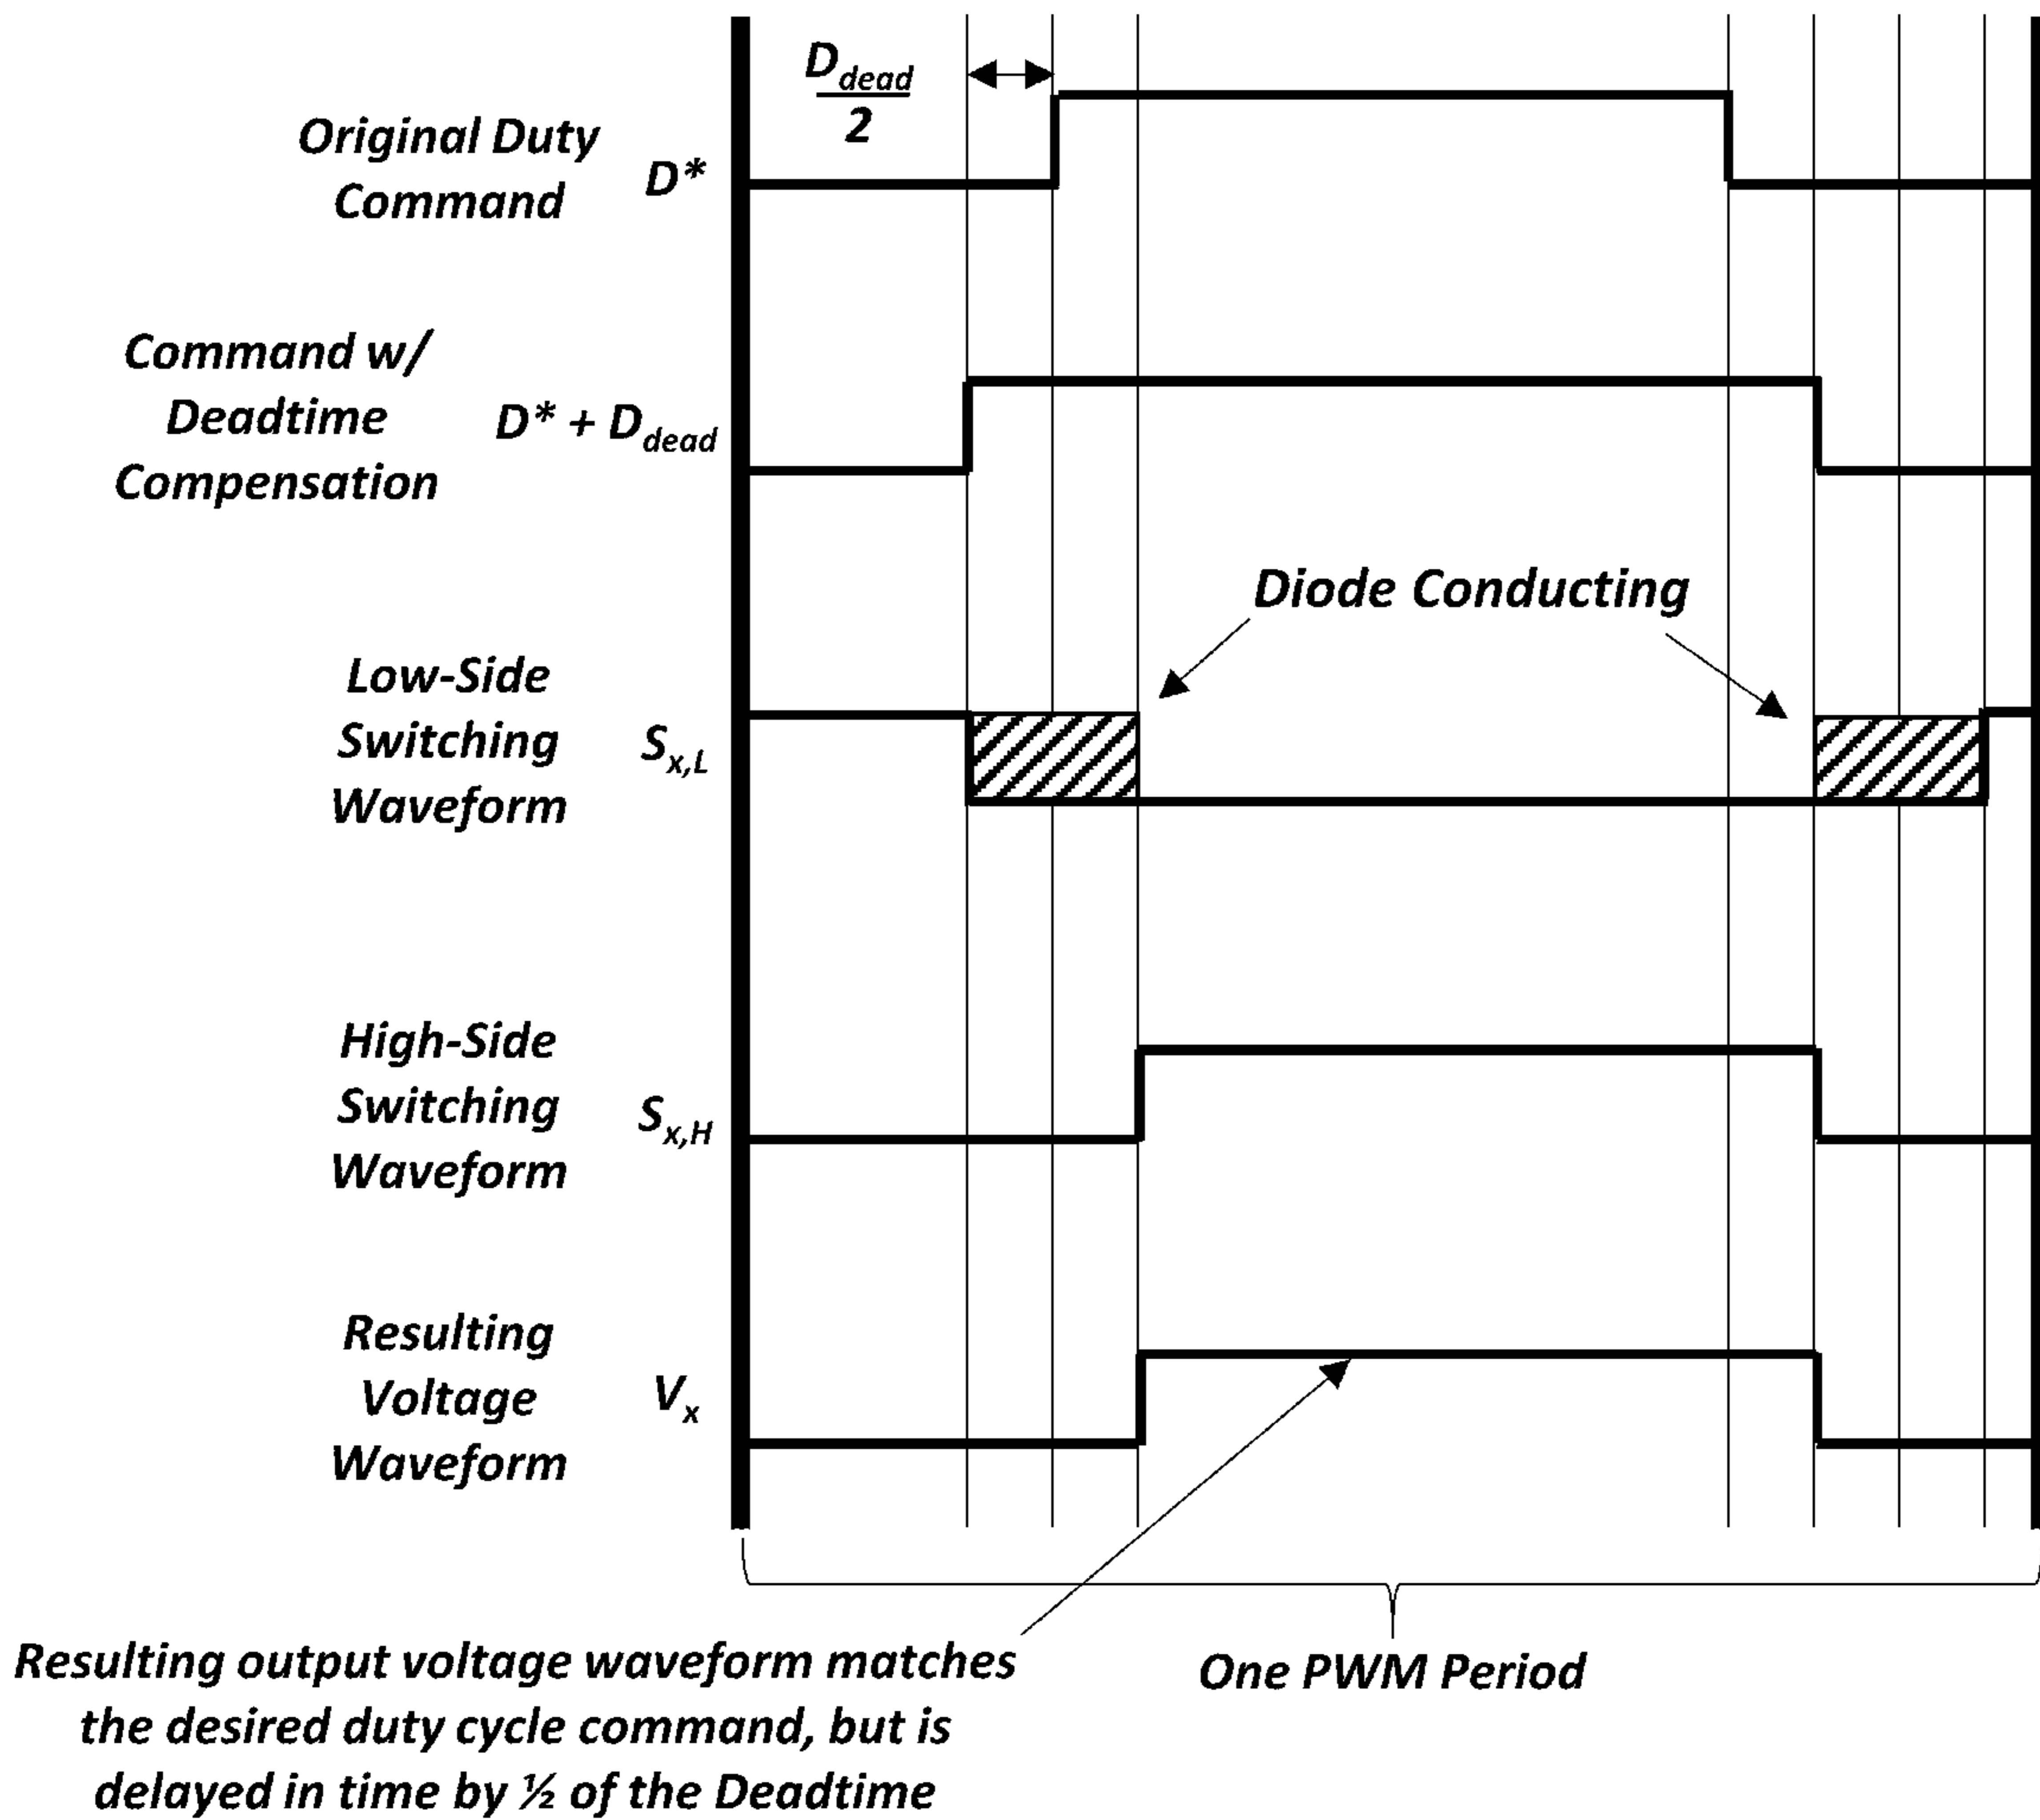 D_dead
2
Original Duty
Command
D*
Command w/
Deadtime
Compensation
D* + D_dead
Diode Conducting
Low-Side
Switching
Waveform
S_x,L
High-Side
Switching
Waveform
S_x,H
Resulting
Voltage
Waveform
V_x
Resulting output voltage waveform matches
the desired duty cycle command, but is
delayed in time by ½ of the Deadtime
One PWM Period